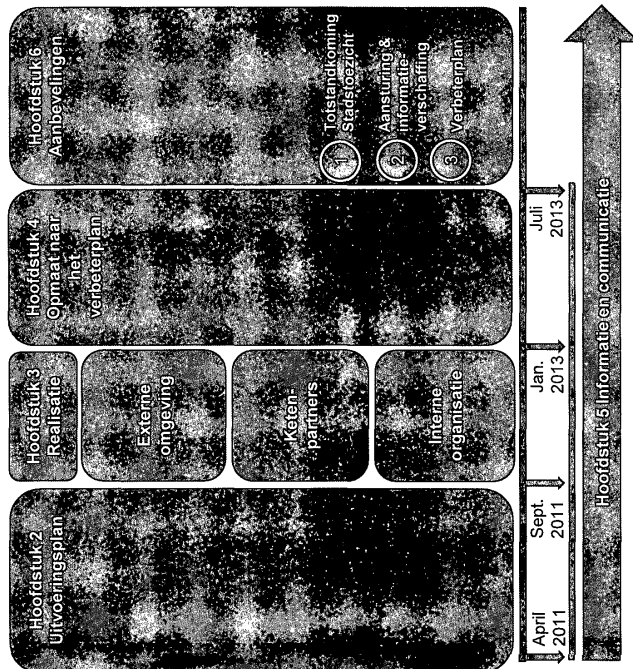 Hoofdstuk 2
Uitvoeringsplan
Hoofdstuk 3
Realisatie
Externe
omgeving
Keten-
partners
Interne
organisatie
Hoofdstuk 4
Opmaat naar
het
verbeterplan
Hoofdstuk 6
Aanbevelingen
1
Totstandkoming
Stadstoezicht
2
Aansturing &
informatie-
verschaffing
3
Verbeterplan
April
2011
Sept.
2011
Jan.
2013
Juli
2013
Hoofdstuk 5 Informatie en communicatie